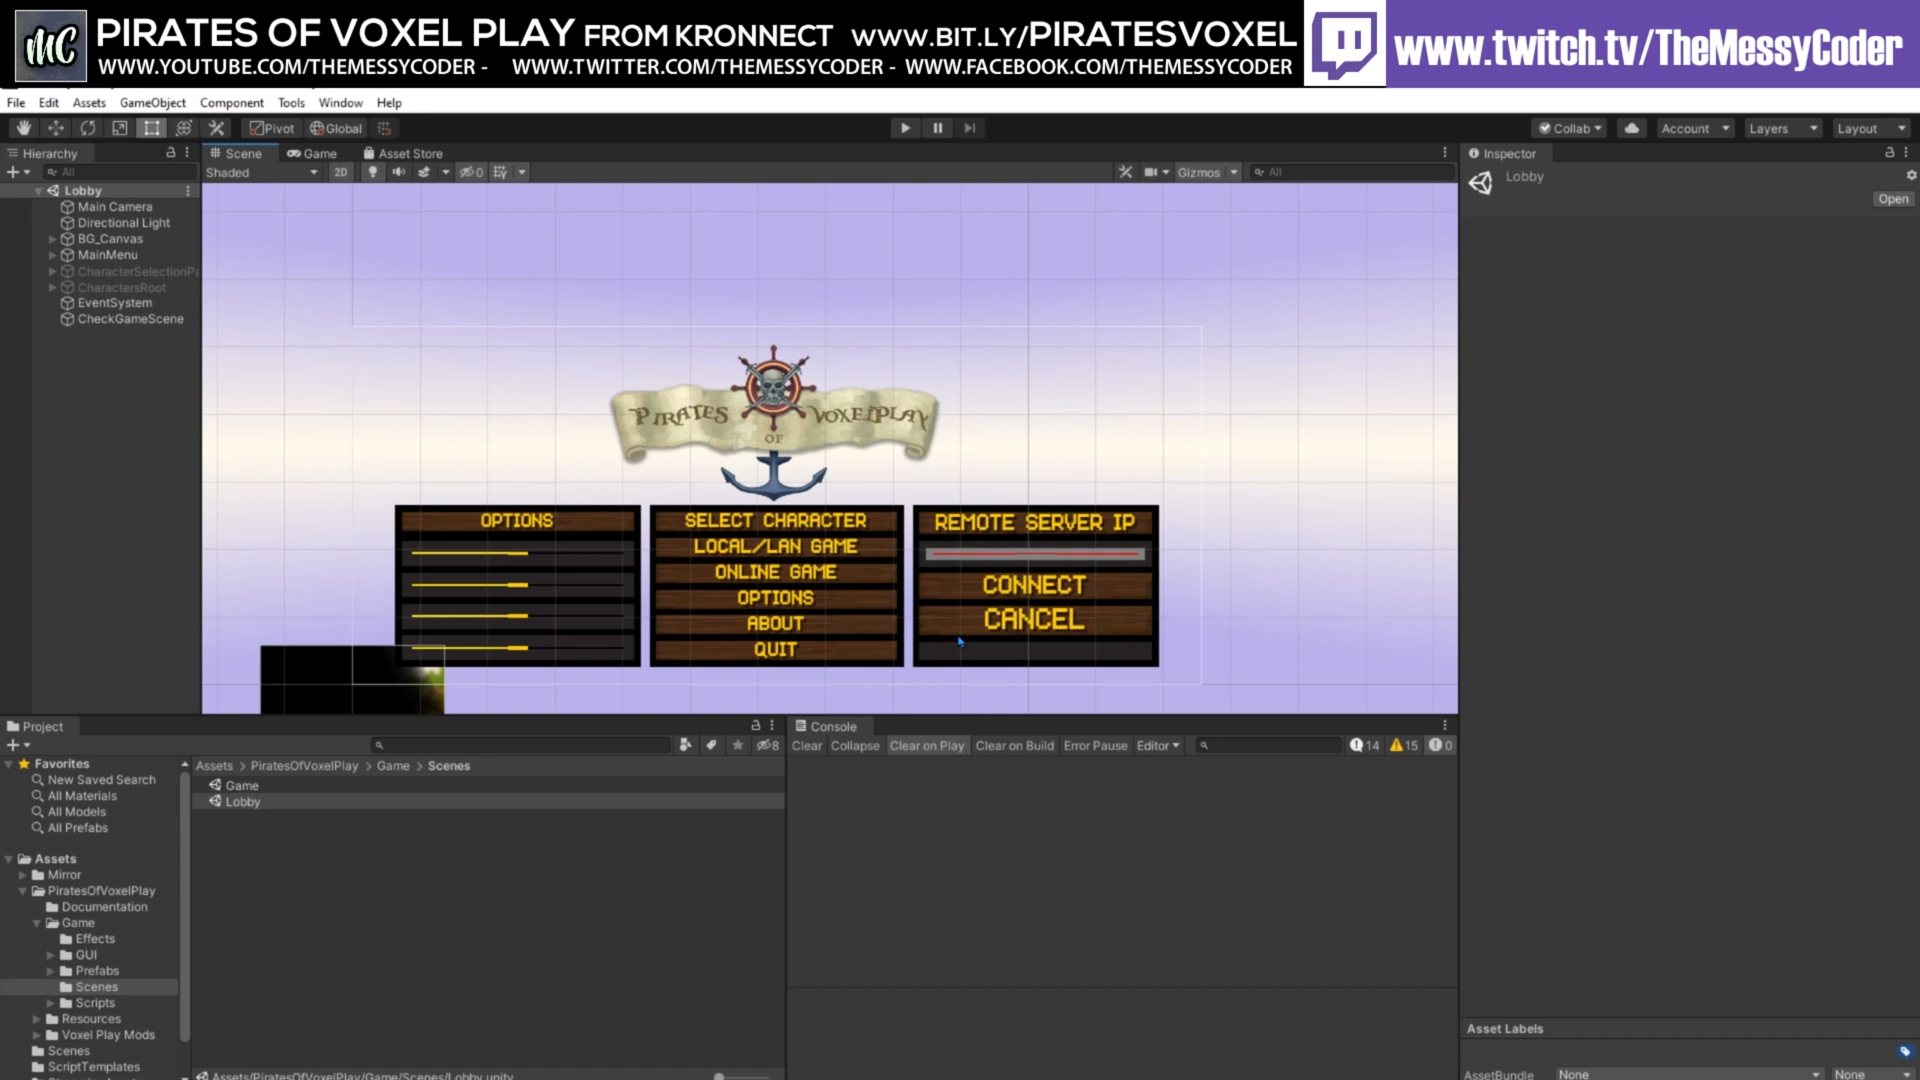 MC
PIRATES OF VOXEL PLAY FROM KRONNECT WWW.BIT.LY/PIRATESVOXEL
WWW.YOUTUBE.COM/THEMESSYCODER - WWW.TWITTER.COM/THEMESSYCODER - WWW.FACEBOOK.COM/THEMESSYCODER
www.twitch.tv/TheMessyCoder
File Edit Assets GameObject Component Tools Window Help
Pivot Global Collab Account Layers Layout
Hierarchy
All
Lobby
Main Camera
Directional Light
BG_Canvas
MainMenu
CharacterSelectionPa
CharactersRoot
EventSystem
CheckGameScene
Scene Game Asset Store
Shaded 2D 0 Gizmos All
PIRATES OF VOXELPLAY
OPTIONS
SELECT CHARACTER
LOCAL/LAN GAME
ONLINE GAME
OPTIONS
ABOUT
QUIT
REMOTE SERVER IP
CONNECT
CANCEL
Inspector
Lobby
Open
Project
8
Favorites
New Saved Search
All Materials
All Models
All Prefabs
Assets
Mirror
PiratesOfVoxelPlay
Documentation
Game
Effects
GUI
Prefabs
Scenes
Scripts
Resources
Voxel Play Mods
Scenes
ScriptTemplates
Assets > PiratesOfVoxelPlay > Game > Scenes
Game
Lobby
Assets/PiratesOfVoxelPlay/Game/Scenes/Lobby.unity
Console
Clear Collapse Clear on Play Clear on Build Error Pause Editor 14 15 0
Asset Labels
AssetBundle None None